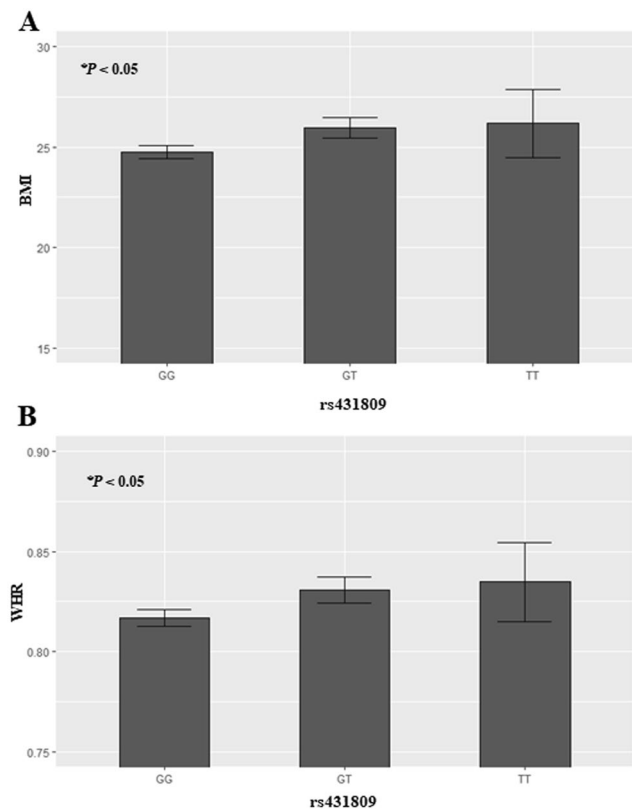 A
*P < 0.05
30
25
20
15
BMI
GG GT TT
rs431809
B
*P < 0.05
0.90
0.85
0.80
0.75
WHR
GG GT TT
rs431809